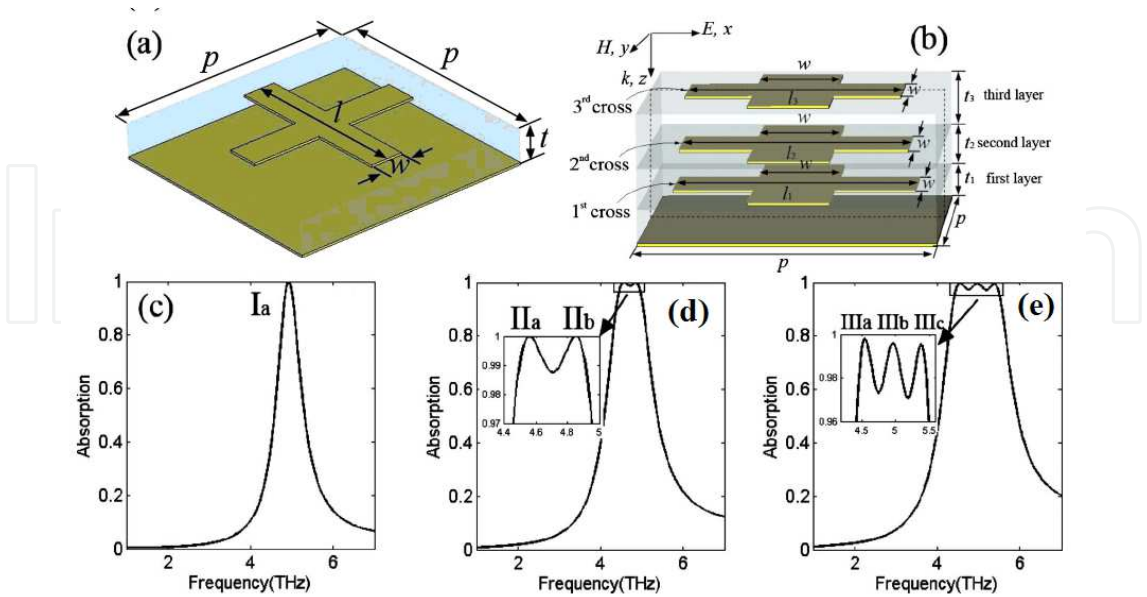 (a)
p
p
l
w
t
(b)
H, y
E, x
k, z
w
3rd cross
l3
w
t3 third layer
w
2nd cross
l2
w
t2 second layer
w
1st cross
l1
w
t1 first layer
p
p
(c)
Ia
Absorption
1
0.8
0.6
0.4
0.2
0
2
4
6
Frequency(THz)
(d)
IIa IIb
1
0.99
0.98
0.97
4.4 4.6 4.8 5
Absorption
1
0.8
0.6
0.4
0.2
0
2
4
6
Frequency(THz)
(e)
IIIa IIIb IIIc
1
0.98
0.96
4.5 5 5.5
Absorption
1
0.8
0.6
0.4
0.2
0
2
4
6
Frequency(THz)